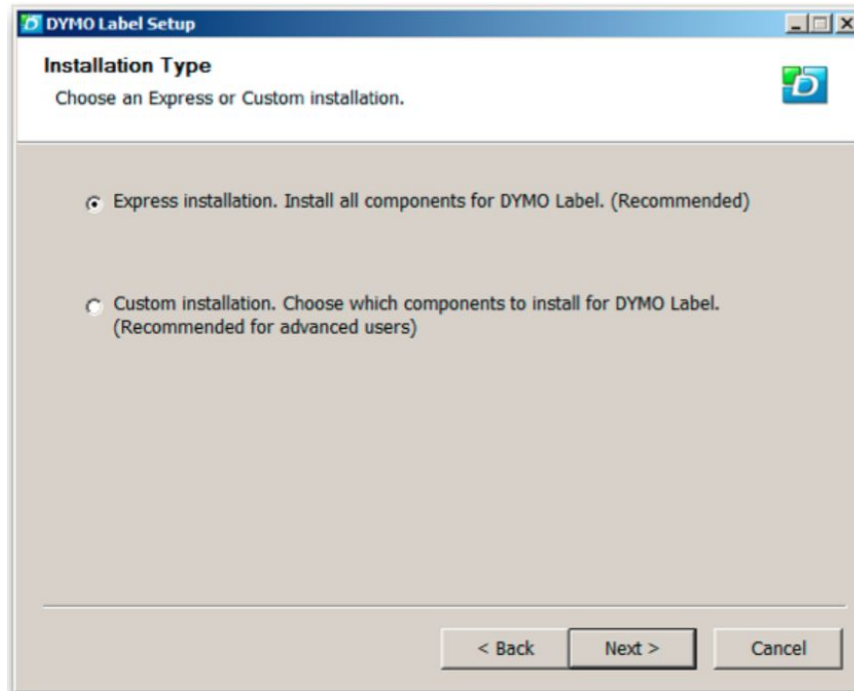 DYMO Label Setup
Installation Type
Choose an Express or Custom installation.
Express installation. Install all components for DYMO Label. (Recommended)
Custom installation. Choose which components to install for DYMO Label.
(Recommended for advanced users)
< Back
Next >
Cancel